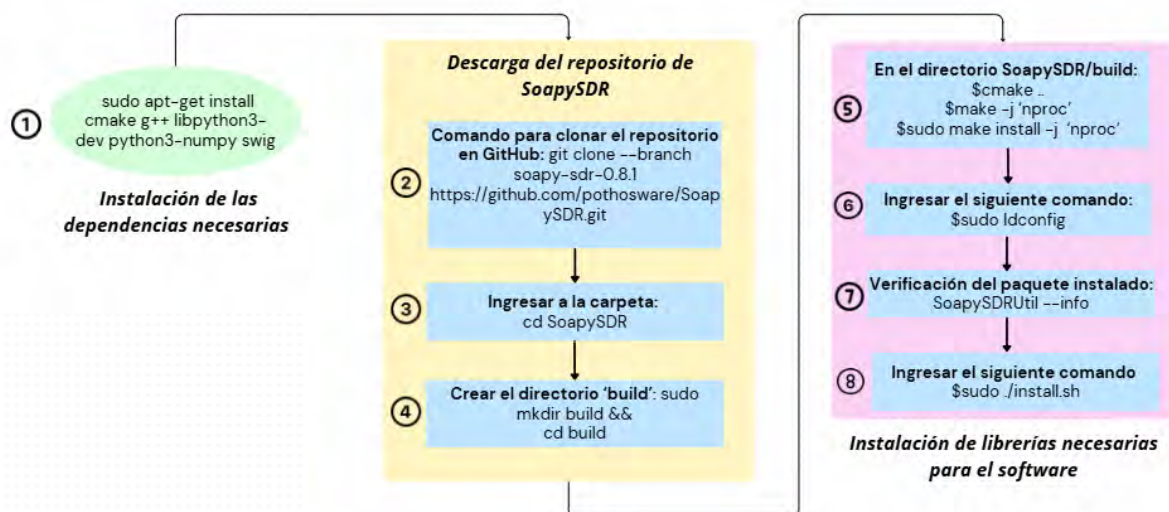 ①
sudo apt-get install
cmake g++ libpython3-
dev python3-numpy swig
Instalación de las
dependencias necesarias
Descarga del repositorio de
SoapySDR
②
Comando para clonar el repositorio
en GitHub: git clone --branch
soapy-sdr-0.8.1
https://github.com/pothosware/Soap
ySDR.git
③
Ingresar a la carpeta:
cd SoapySDR
④
Crear el directorio ‘build’: sudo
mkdir build &&
cd build
⑤
En el directorio SoapySDR/build:
$cmake ..
$make -j ‘nproc’
$sudo make install -j ‘nproc’
⑥
Ingresar el siguiente comando:
$sudo ldconfig
⑦
Verificación del paquete instalado:
SoapySDRUtil --info
⑧
Ingresar el siguiente comando
$sudo ./install.sh
Instalación de librerías necesarias
para el software